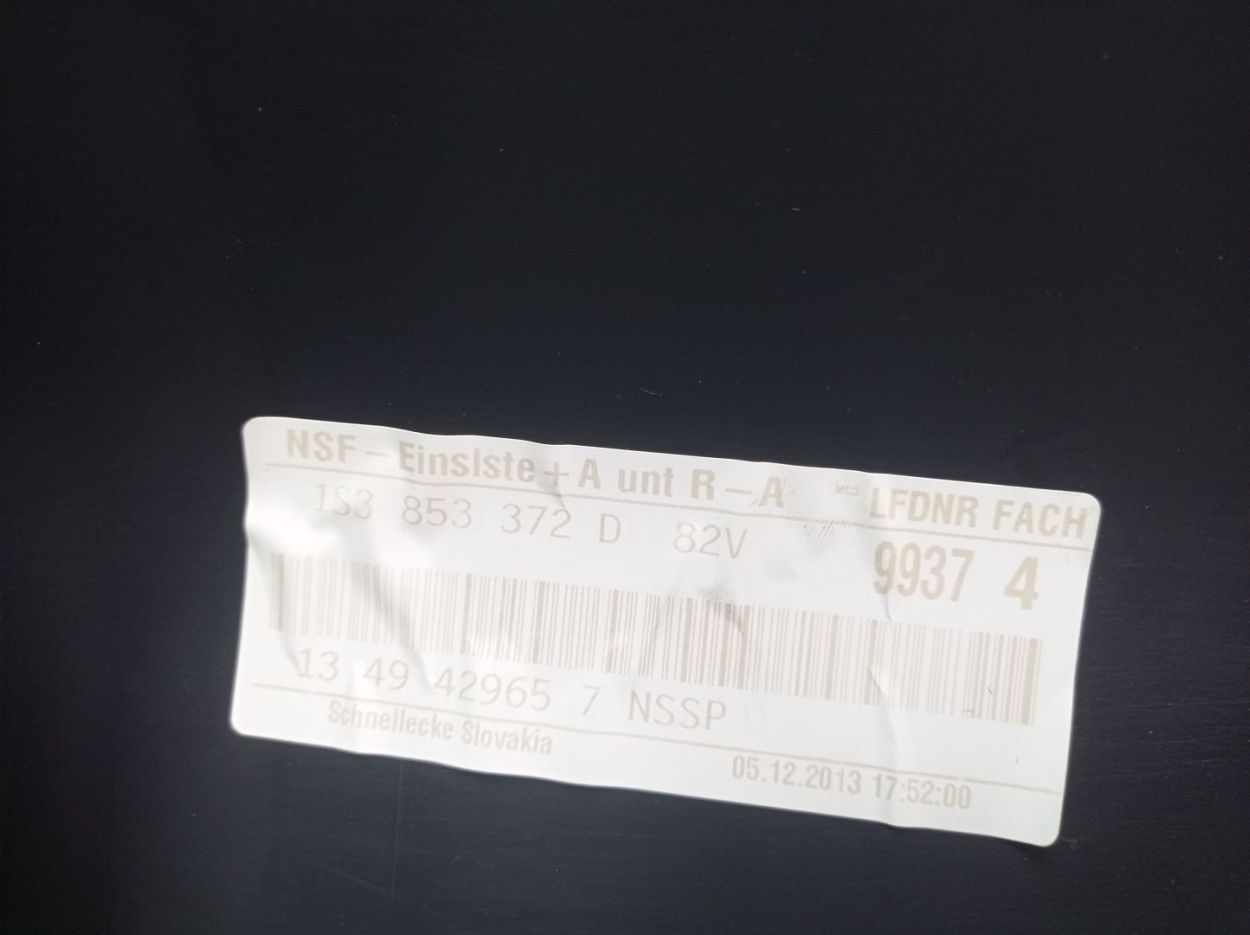 NSF-Einslste+A unt R-A LFDNR FACH
1S3 853 372 D 82V 9937 4
13 49 42965 7 NSSP
Schnellecke Slovakia
05.12.2013 17:52:00